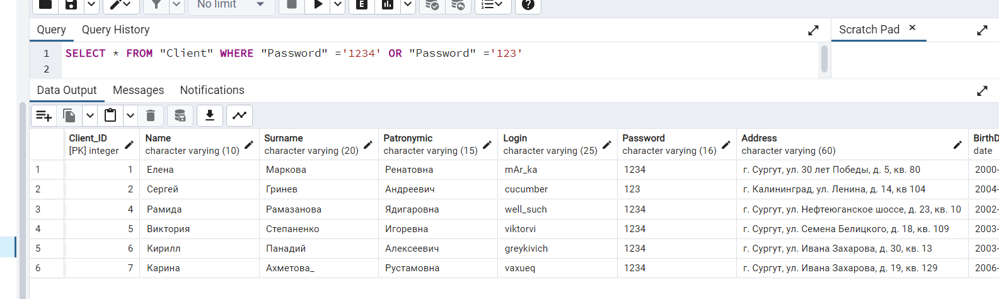 No limit
Query Query History Scratch Pad
1 SELECT * FROM "Client" WHERE "Password" ='1234' OR "Password" ='123'
2
Data Output Messages Notifications
Client_ID Name Surname Patronymic Login Password Address BirthD
[PK] integer character varying (10) character varying (20) character varying (15) character varying (25) character varying (16) character varying (60) date
1 1 Елена Маркова Ренатовна mAr_ka 1234 г. Сургут, ул. 30 лет Победы, д. 5, кв. 80 2000-
2 2 Сергей Гринев Андреевич cucumber 123 г. Калининград, ул. Ленина, д. 14, кв 104 2004-
3 4 Рамида Рамазанова Ядигаровна well_such 1234 г. Сургут, ул. Нефтеюганское шоссе, д. 23, кв. 10 2002-
4 5 Виктория Степаненко Игоревна viktorvi 1234 г. Сургут, ул. Семена Белицкого, д. 18, кв. 109 2003-
5 6 Кирилл Панадий Алексеевич greykivich 1234 г. Сургут, ул. Ивана Захарова, д. 30, кв. 13 2003-
6 7 Карина Ахметова_ Рустамовна vaxueq 1234 г. Сургут, ул. Ивана Захарова, д. 19, кв. 129 2006-